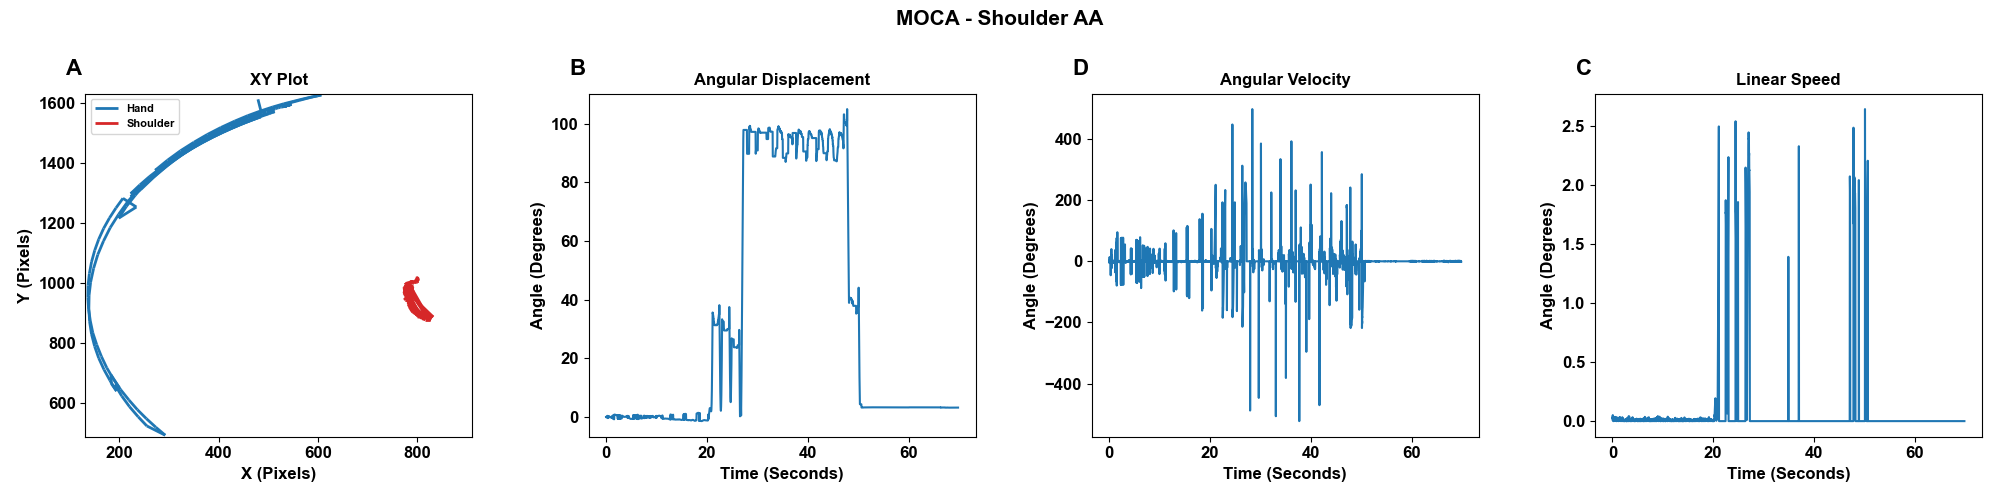 MOCA - Shoulder AA
A
XY Plot
Hand
Shoulder
1600
1400
1200
1000
800
600
Y (Pixels)
200
400
600
800
X (Pixels)
B
Angular Displacement
100
80
60
40
20
0
Angle (Degrees)
0
20
40
60
Time (Seconds)
D
Angular Velocity
400
200
0
−200
−400
Angle (Degrees)
0
20
40
60
Time (Seconds)
C
Linear Speed
2.5
2.0
1.5
1.0
0.5
0.0
Angle (Degrees)
0
20
40
60
Time (Seconds)